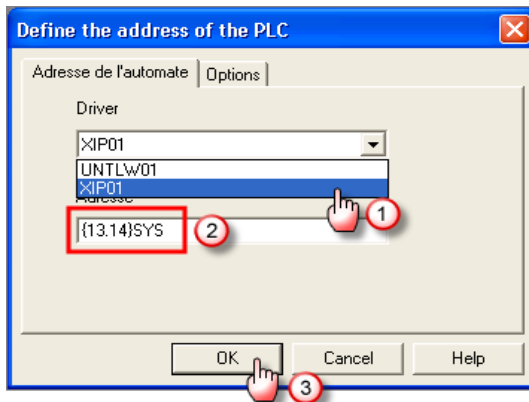 Define the address of the PLC
Adresse de l'automate Options
Driver
XIP01
UNTLW01
XIP01
1
Adresse
{13.14}SYS
2
OK Cancel Help
3